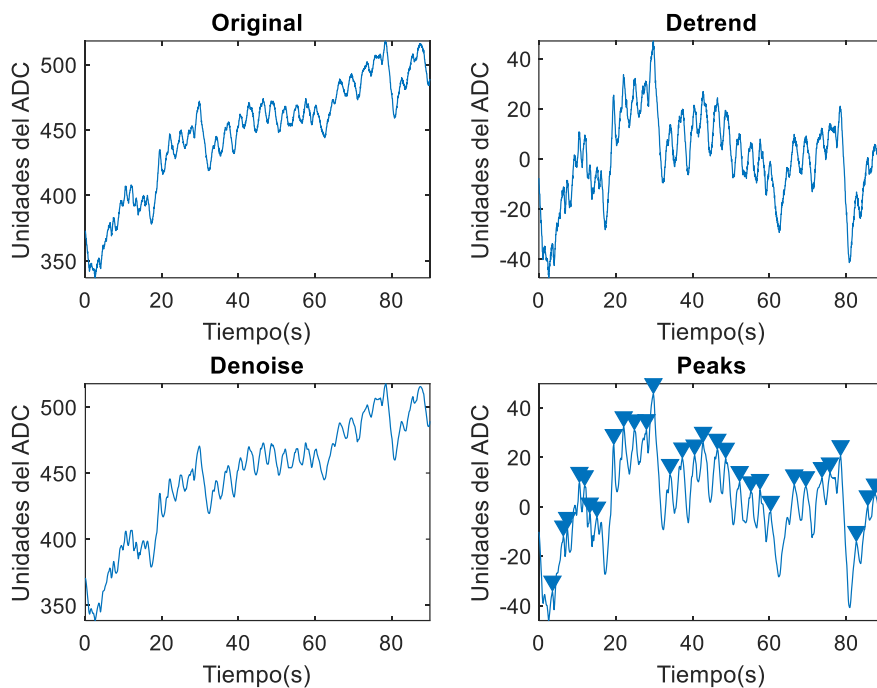 Original
Unidades del ADC
500
450
400
350
0 20 40 60 80
Tiempo(s)
Detrend
Unidades del ADC
40
20
0
-20
-40
0 20 40 60 80
Tiempo(s)
Denoise
Unidades del ADC
500
450
400
350
0 20 40 60 80
Tiempo(s)
Peaks
Unidades del ADC
40
20
0
-20
-40
0 20 40 60 80
Tiempo(s)